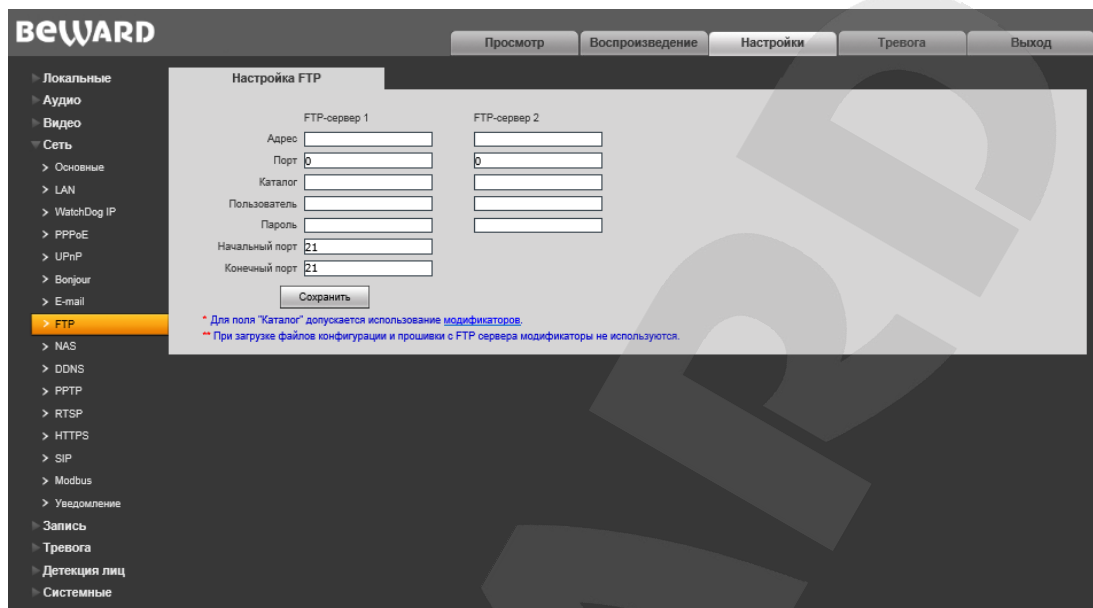 BEWARD
Просмотр Воспроизведение Настройки Тревога Выход
Локальные
Аудио
Видео
Сеть
Основные
LAN
WatchDog IP
PPPoE
UPnP
Bonjour
E-mail
FTP
NAS
DDNS
PPTP
RTSP
HTTPS
SIP
Modbus
Уведомление
Запись
Тревога
Детекция лиц
Системные
Настройка FTP
FTP-сервер 1 FTP-сервер 2
Адрес
Порт 0 0
Каталог
Пользователь
Пароль
Начальный порт 21
Конечный порт 21
Сохранить
* Для поля "Каталог" допускается использование модификаторов.
** При загрузке файлов конфигурации и прошивки с FTP сервера модификаторы не используются.